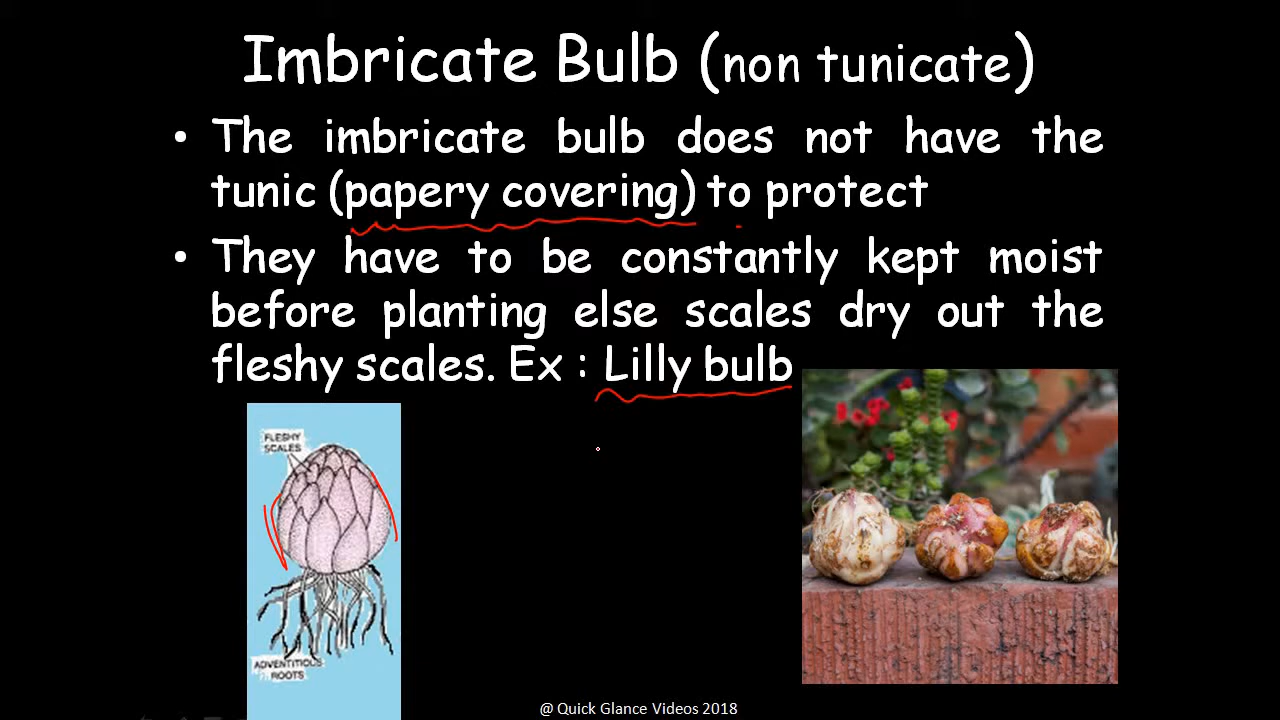 Imbricate Bulb (non tunicate)
• The imbricate bulb does not have the
tunic (papery covering) to protect
• They have to be constantly kept moist
before planting else scales dry out the
fleshy scales. Ex : Lilly bulb
FLESHY
SCALES
ADVENTITIOUS
ROOTS
@ Quick Glance Videos 2018